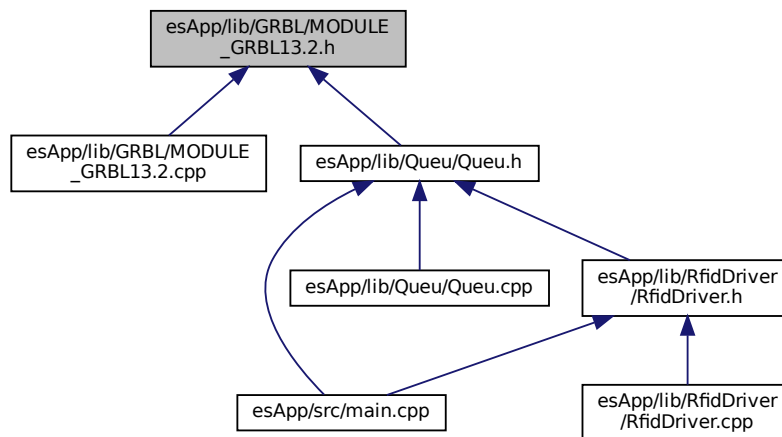 esApp/lib/GRBL/MODULE
_GRBL13.2.h
esApp/lib/GRBL/MODULE
_GRBL13.2.cpp
esApp/lib/Queu/Queu.h
esApp/lib/Queu/Queu.cpp
esApp/lib/RfidDriver
/RfidDriver.h
esApp/src/main.cpp
esApp/lib/RfidDriver
/RfidDriver.cpp